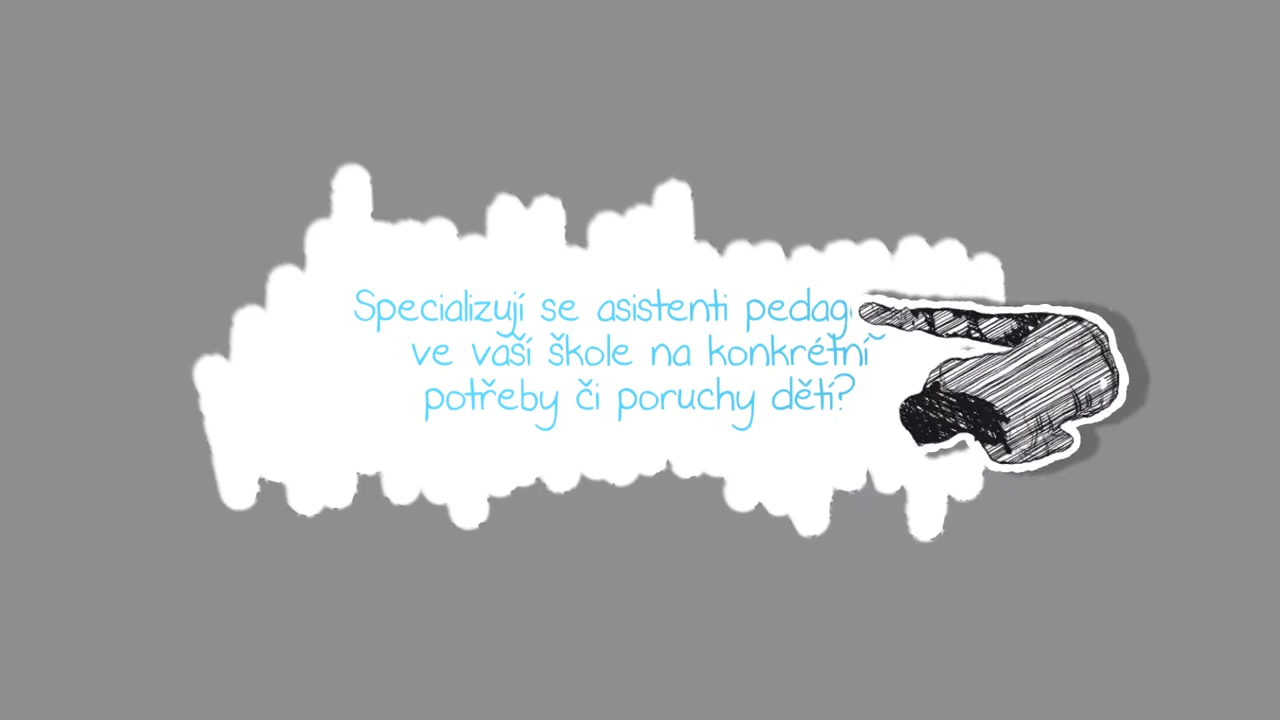 Specializují se asistenti
ve vaší škole na konkrétní
potřeby či poruchy dětí?